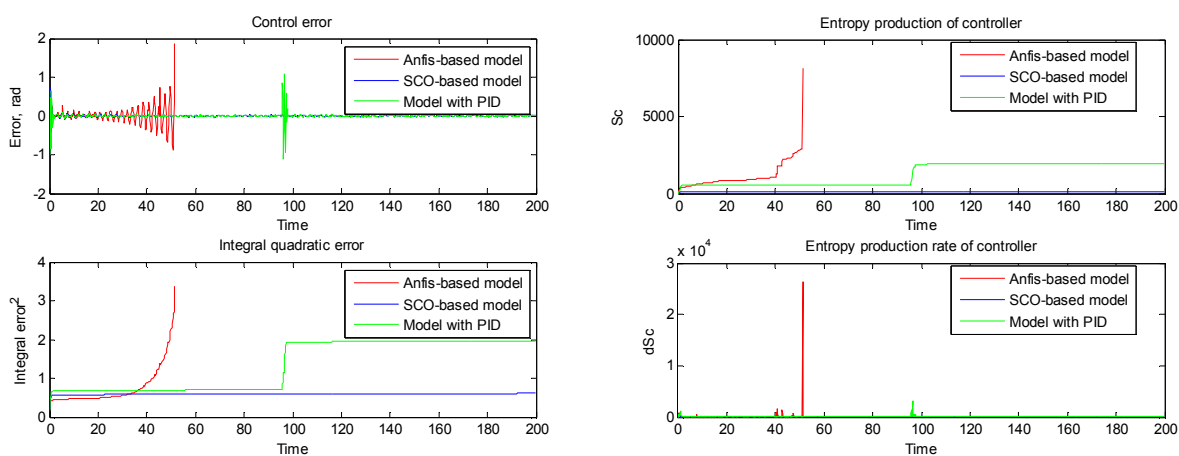 Control error
Error, rad
2
1
0
-1
-2
0 20 40 60 80 100 120 140 160 180 200
Time
Anfis-based model
SCO-based model
Model with PID
Entropy production of controller
Sc
10000
5000
0
0 20 40 60 80 100 120 140 160 180 200
Time
Anfis-based model
SCO-based model
Model with PID
Integral quadratic error
Integral error²
4
3
2
1
0
0 20 40 60 80 100 120 140 160 180 200
Time
Anfis-based model
SCO-based model
Model with PID
Entropy production rate of controller
x 10⁴
dSc
3
2
1
0
0 20 40 60 80 100 120 140 160 180 200
Time
Anfis-based model
SCO-based model
Model with PID